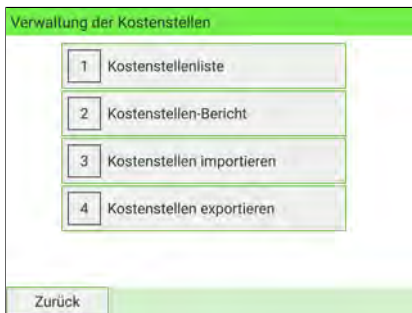 Verwaltung der Kostenstellen
1 Kostenstellenliste
2 Kostenstellen-Bericht
3 Kostenstellen importieren
4 Kostenstellen exportieren
Zurück